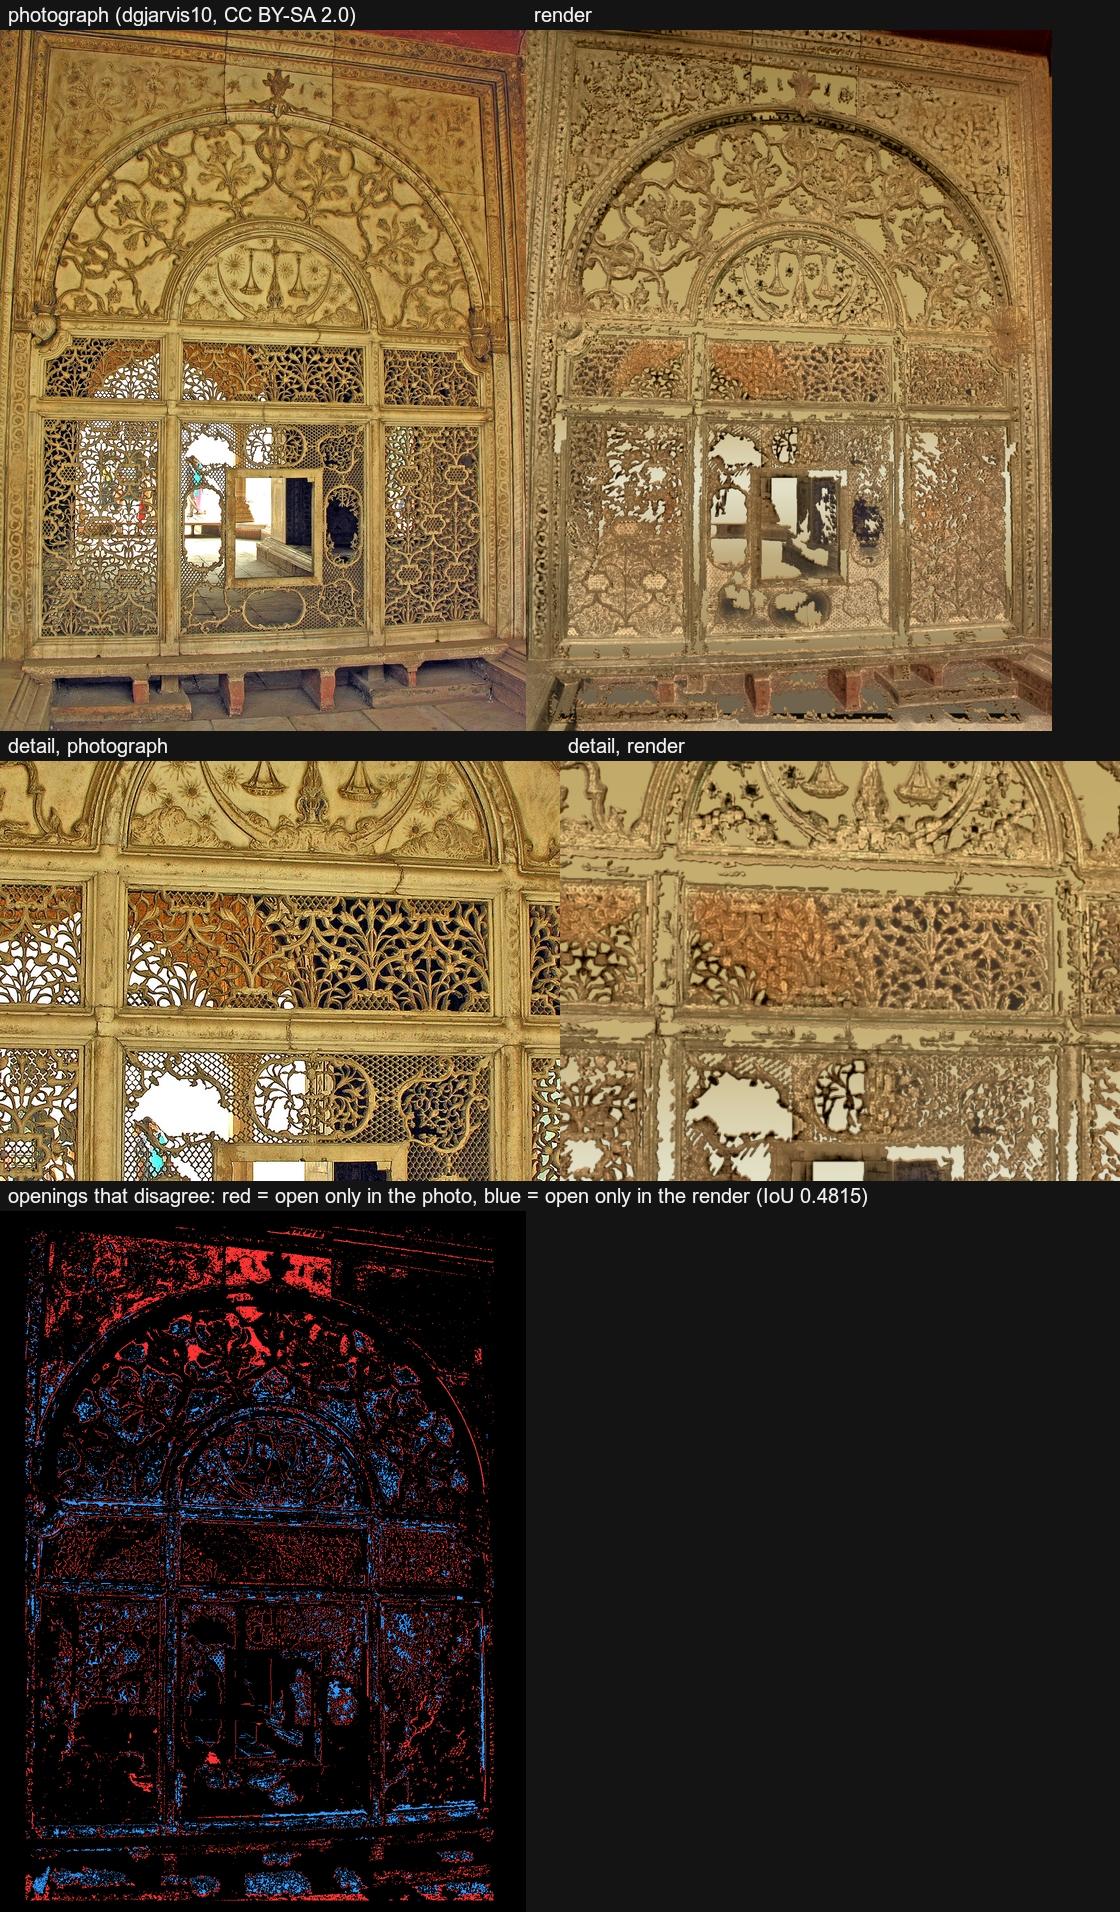 photograph (dgjarvis10, CC BY-SA 2.0)
render
detail, photograph
detail, render
openings that disagree: red = open only in the photo, blue = open only in the render (IoU 0.4815)